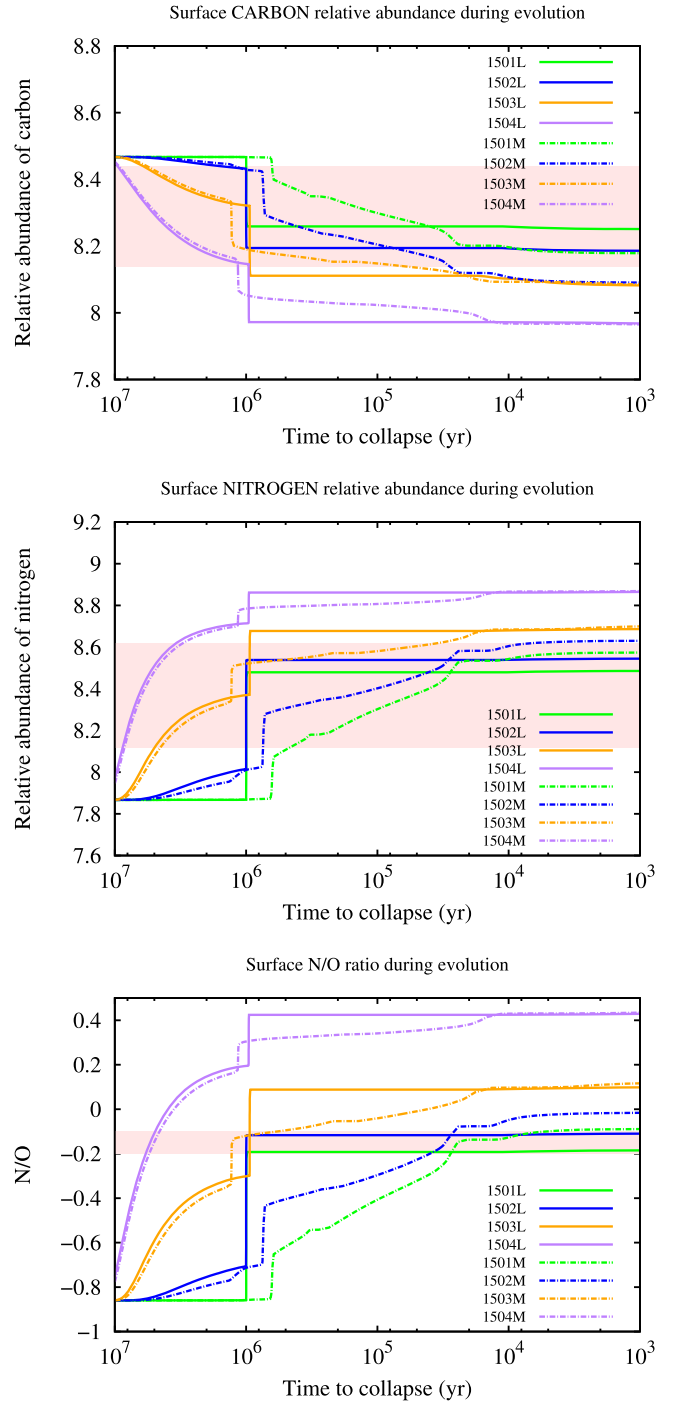 Surface CARBON relative abundance during evolution
8.8
8.6
8.4
8.2
8
7.8
Relative abundance of carbon
1501L
1502L
1503L
1504L
1501M
1502M
1503M
1504M
10^7 10^6 10^5 10^4 10^3
Time to collapse (yr)
Surface NITROGEN relative abundance during evolution
9.2
9
8.8
8.6
8.4
8.2
8
7.8
7.6
Relative abundance of nitrogen
1501L
1502L
1503L
1504L
1501M
1502M
1503M
1504M
10^7 10^6 10^5 10^4 10^3
Time to collapse (yr)
Surface N/O ratio during evolution
0.4
0.2
0
−0.2
−0.4
−0.6
−0.8
−1
N/O
1501L
1502L
1503L
1504L
1501M
1502M
1503M
1504M
10^7 10^6 10^5 10^4 10^3
Time to collapse (yr)